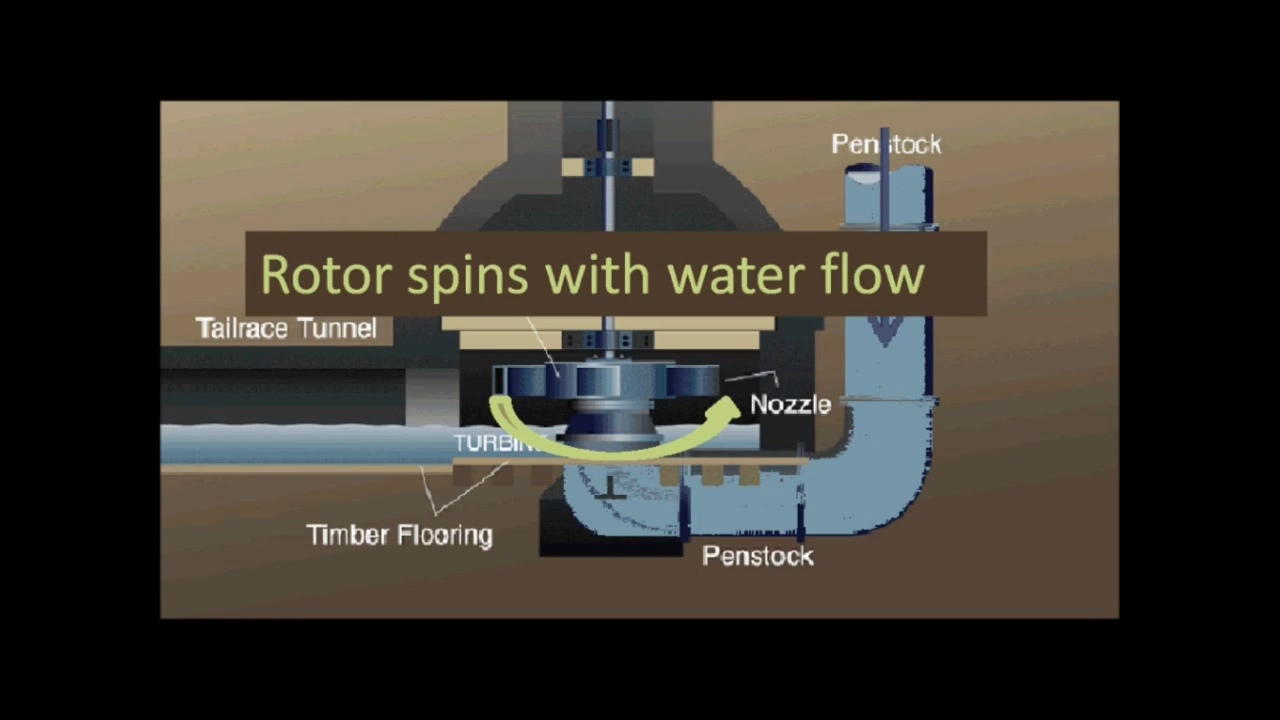 Penstock
Rotor spins with water flow
Tailrace Tunnel
Nozzle
Timber Flooring
Penstock